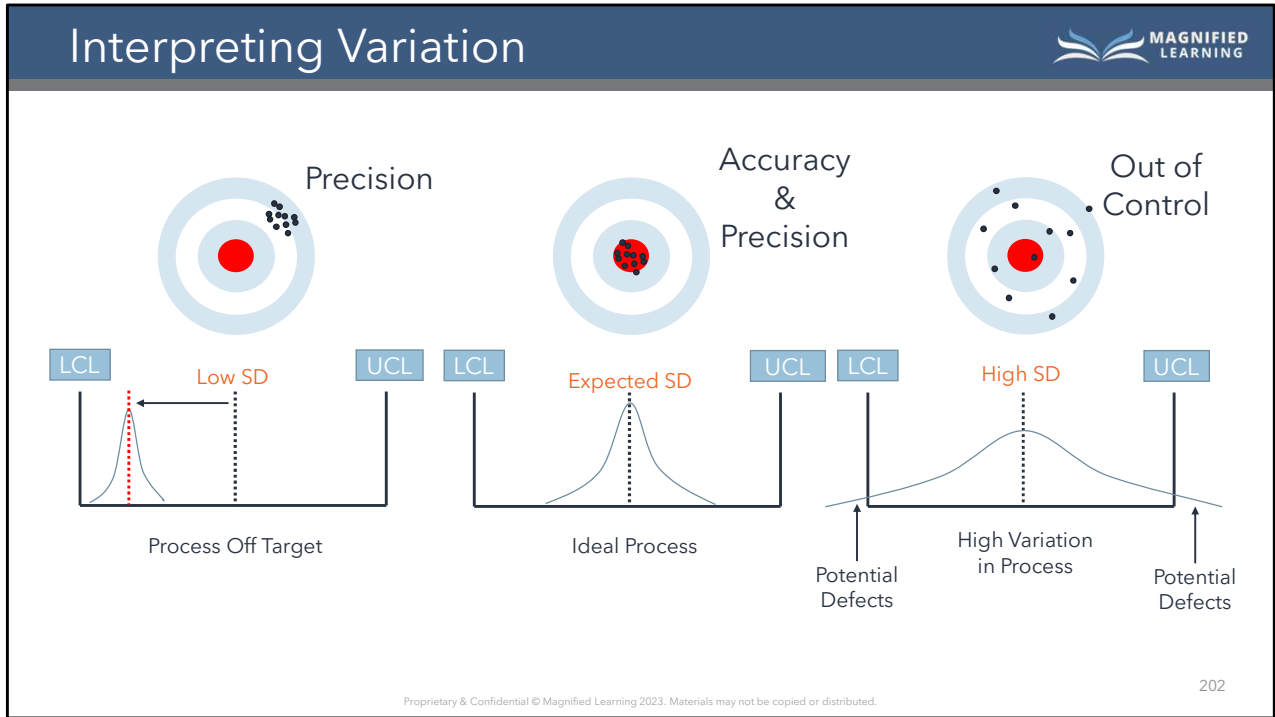 Interpreting Variation
MAGNIFIED
LEARNING
Precision
Accuracy
&
Precision
Out of
Control
LCL
Low SD
UCL
LCL
Expected SD
UCL
LCL
High SD
UCL
Process Off Target
Ideal Process
High Variation
in Process
Potential
Defects
Potential
Defects
202
Proprietary & Confidential © Magnified Learning 2023. Materials may not be copied or distributed.